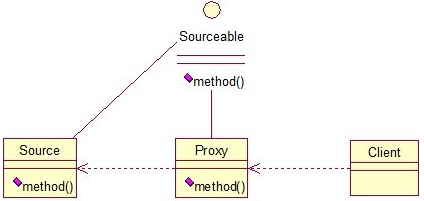 Sourceable
method()
Source
Proxy
Client
method()
method()